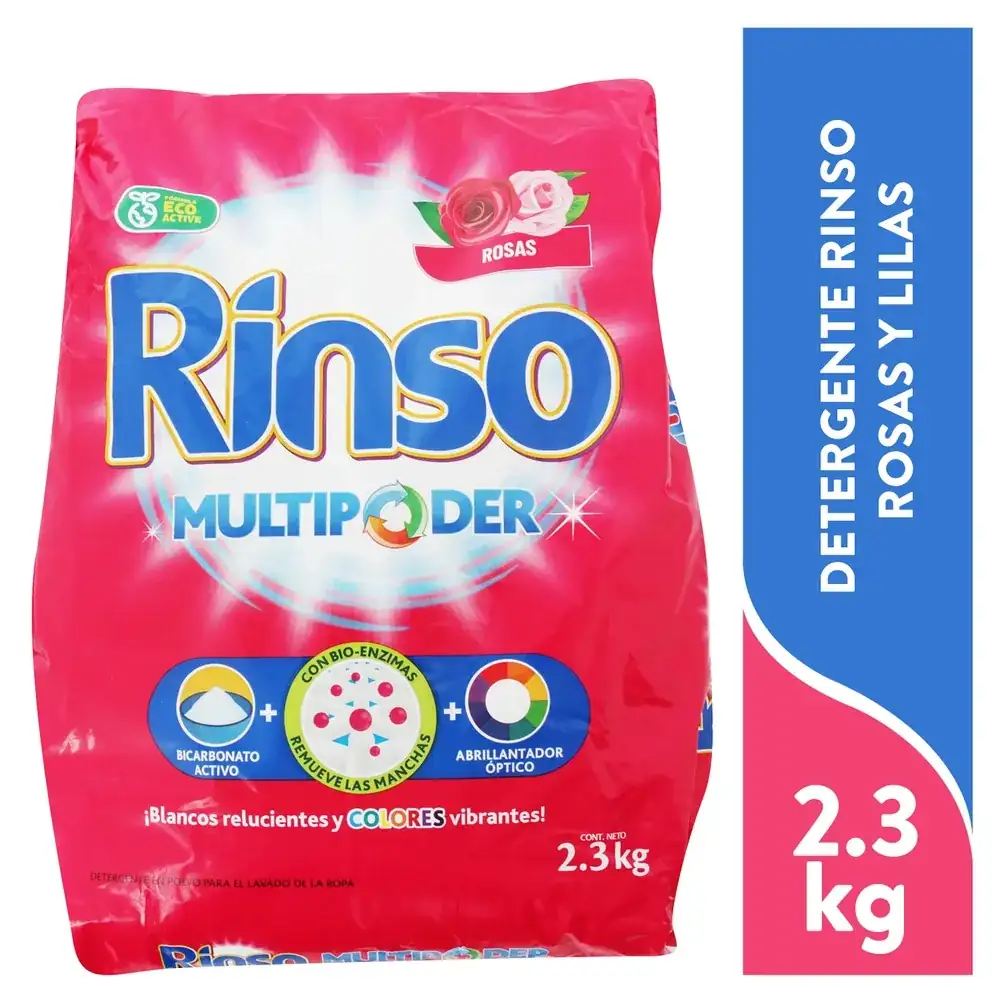 FÓRMULA
ECO
ACTIVE
ROSAS
Rinso
MULTIPODER
CON BIO-ENZIMAS
REMUEVE LAS MANCHAS
BICARBONATO
ACTIVO
+
+
ABRILLANTADOR
ÓPTICO
¡Blancos relucientes y COLORES vibrantes!
CONT. NETO
2.3kg
DETERGENTE EN POLVO PARA EL LAVADO DE LA ROPA
Rinso MULTIPODER
DETERGENTE RINSO
ROSAS Y LILAS
2.3
kg